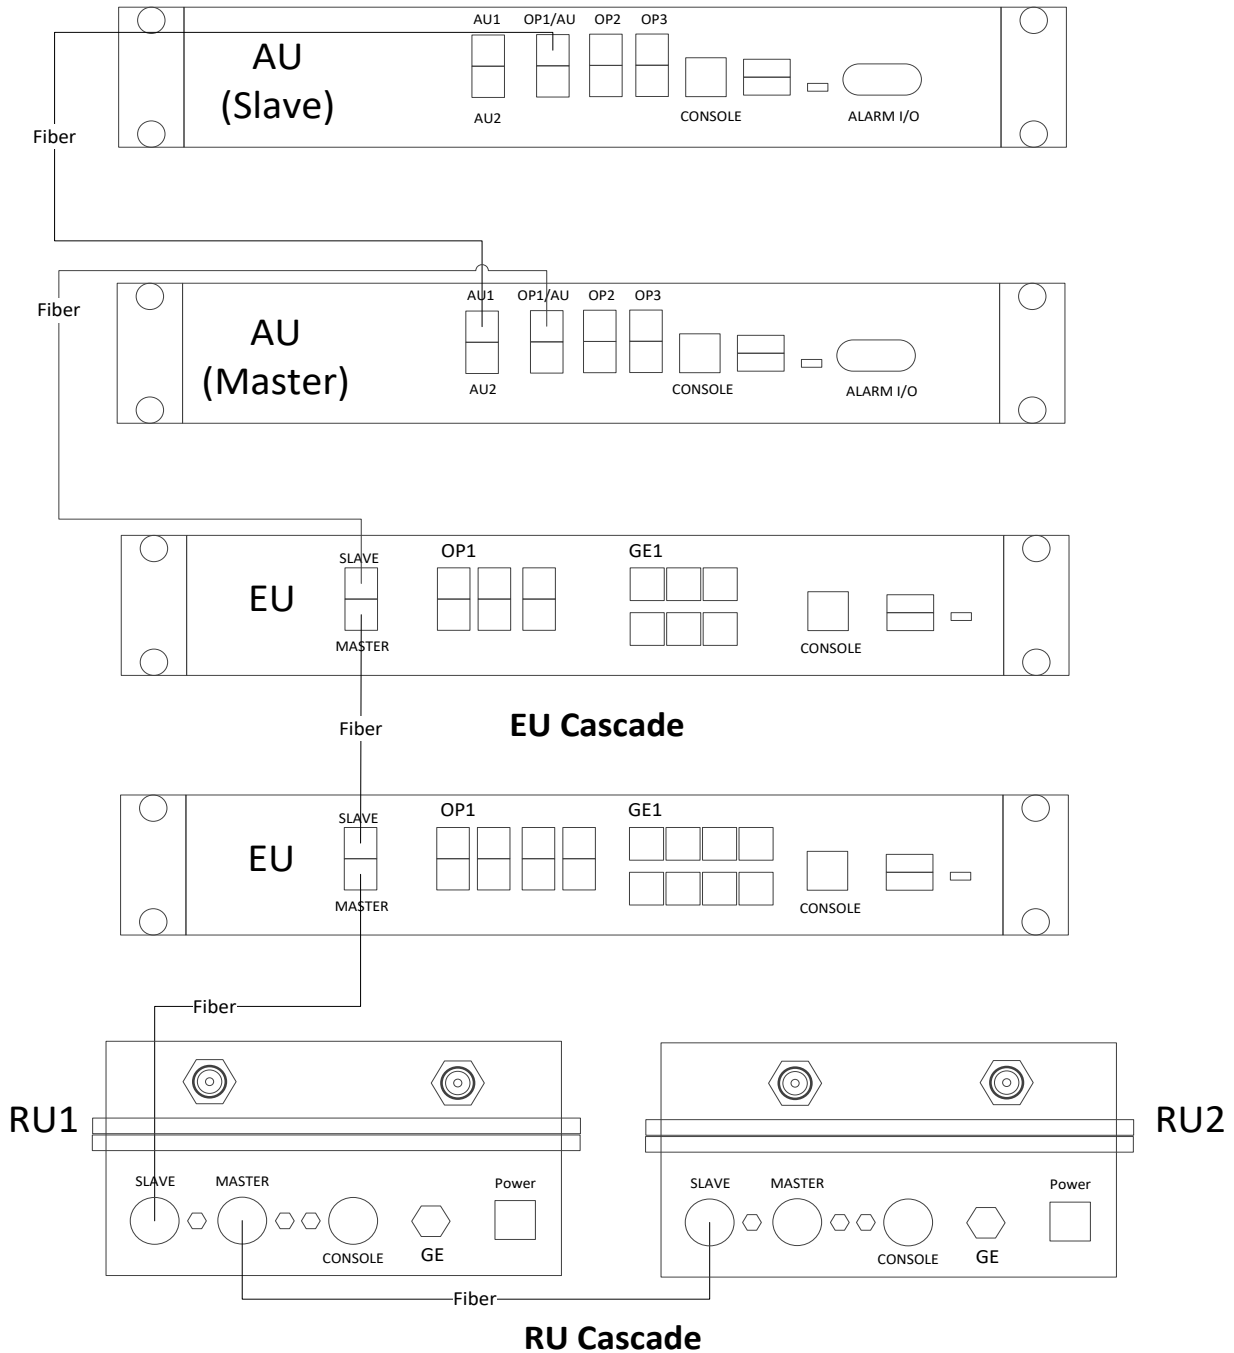 AU1 OP1/AU OP2 OP3
AU
(Slave)
AU2 CONSOLE ALARM I/O
Fiber
Fiber
AU1 OP1/AU OP2 OP3
AU
(Master)
AU2 CONSOLE ALARM I/O
SLAVE OP1 GE1
EU
MASTER CONSOLE
Fiber EU Cascade
SLAVE OP1 GE1
EU
MASTER CONSOLE
Fiber
RU1 RU2
SLAVE MASTER Power SLAVE MASTER Power
CONSOLE GE CONSOLE GE
Fiber
RU Cascade